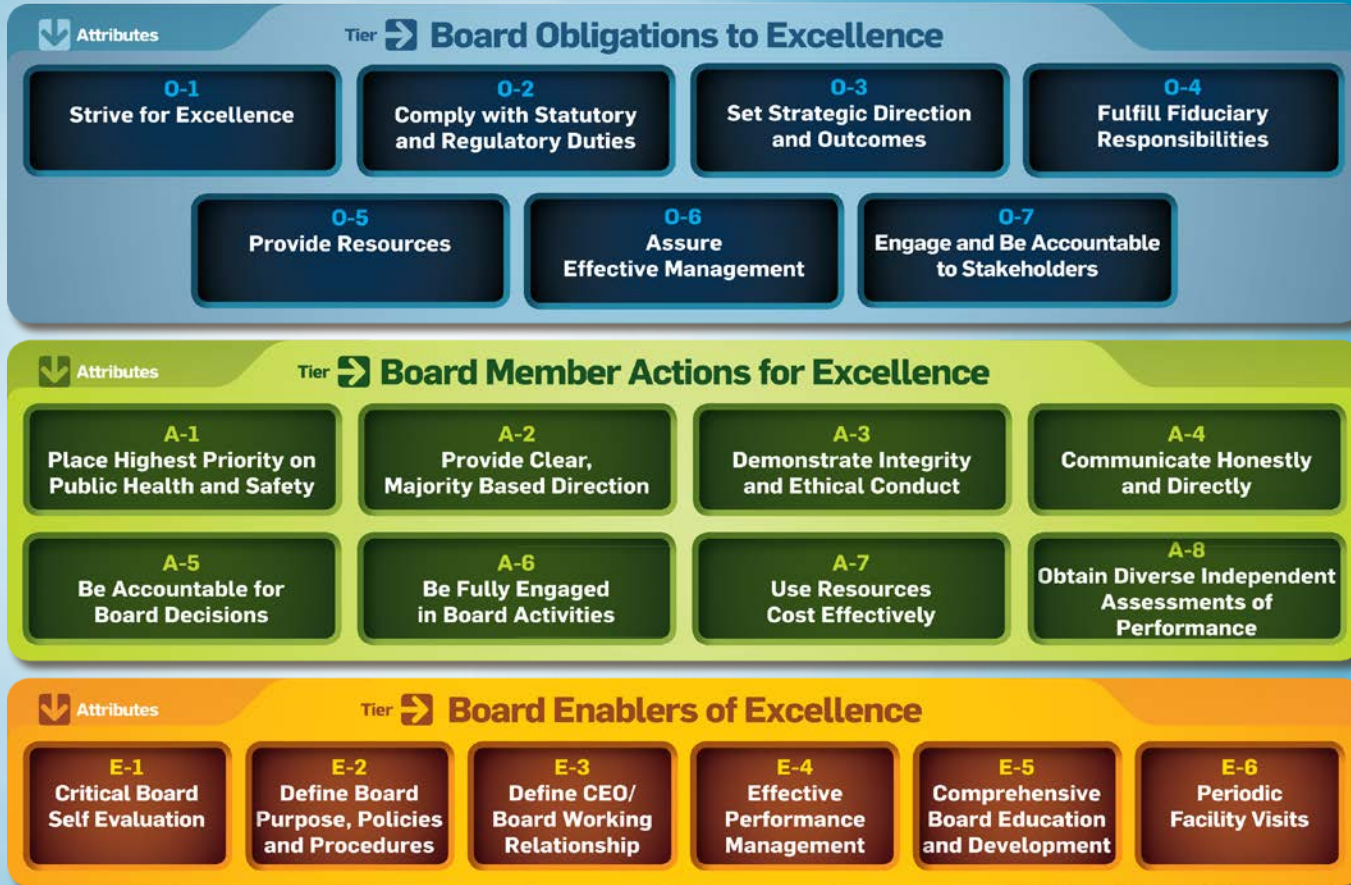 Attributes
Tier Board Obligations to Excellence
O-1
Strive for Excellence
O-2
Comply with Statutory
and Regulatory Duties
O-3
Set Strategic Direction
and Outcomes
O-4
Fulfill Fiduciary
Responsibilities
O-5
Provide Resources
O-6
Assure
Effective Management
O-7
Engage and Be Accountable
to Stakeholders
Attributes
Tier Board Member Actions for Excellence
A-1
Place Highest Priority on
Public Health and Safety
A-2
Provide Clear,
Majority Based Direction
A-3
Demonstrate Integrity
and Ethical Conduct
A-4
Communicate Honestly
and Directly
A-5
Be Accountable for
Board Decisions
A-6
Be Fully Engaged
in Board Activities
A-7
Use Resources
Cost Effectively
A-8
Obtain Diverse Independent
Assessments of
Performance
Attributes
Tier Board Enablers of Excellence
E-1
Critical Board
Self Evaluation
E-2
Define Board
Purpose, Policies
and Procedures
E-3
Define CEO/
Board Working
Relationship
E-4
Effective
Performance
Management
E-5
Comprehensive
Board Education
and Development
E-6
Periodic
Facility Visits